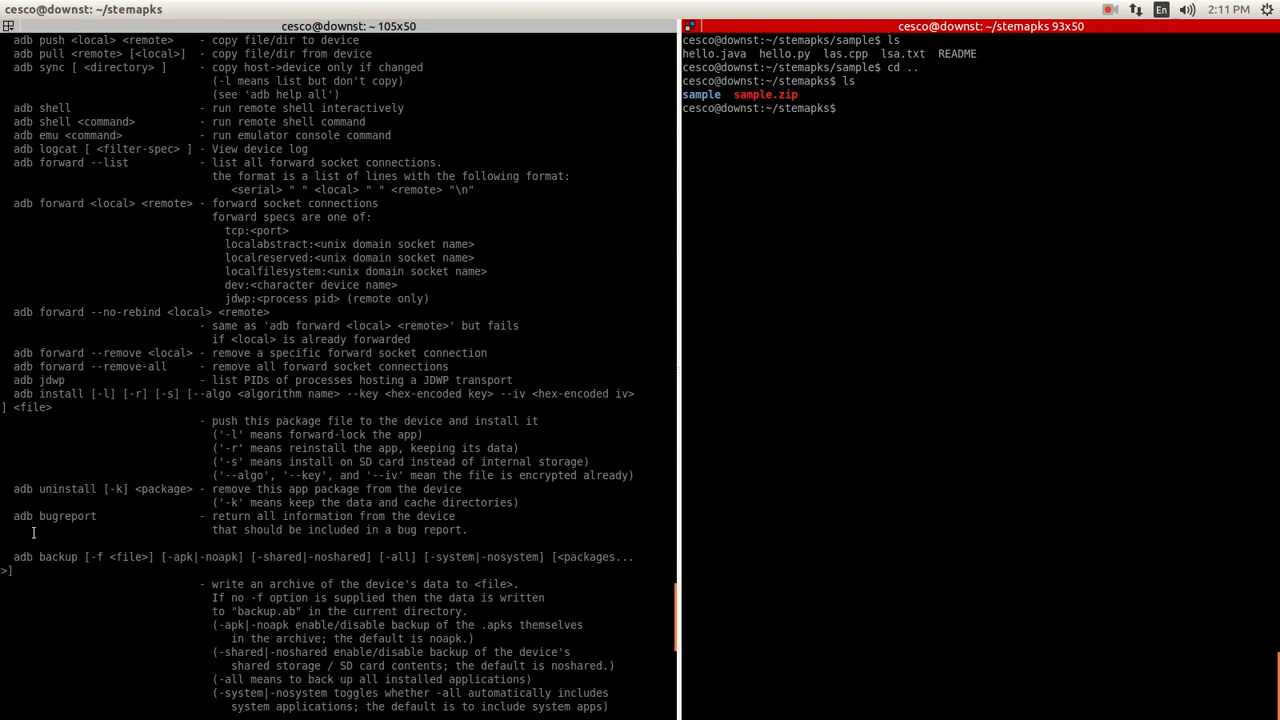 cesco@downst: ~/stemapks
En
2:11 PM
cesco@downst: ~ 105x50
adb push <local> <remote>    - copy file/dir to device
adb pull <remote> [<local>]  - copy file/dir from device
adb sync [ <directory> ]     - copy host->device only if changed
(-l means list but don't copy)
(see 'adb help all')
adb shell                    - run remote shell interactively
adb shell <command>          - run remote shell command
adb emu <command>            - run emulator console command
adb logcat [ <filter-spec> ] - View device log
adb forward --list           - list all forward socket connections.
the format is a list of lines with the following format:
<serial> " " <local> " " <remote> "\n"
adb forward <local> <remote> - forward socket connections
forward specs are one of:
tcp:<port>
localabstract:<unix domain socket name>
localreserved:<unix domain socket name>
localfilesystem:<unix domain socket name>
dev:<character device name>
jdwp:<process pid> (remote only)
adb forward --no-rebind <local> <remote>
- same as 'adb forward <local> <remote>' but fails
if <local> is already forwarded
adb forward --remove <local> - remove a specific forward socket connection
adb forward --remove-all     - remove all forward socket connections
adb jdwp                     - list PIDs of processes hosting a JDWP transport
adb install [-l] [-r] [-s] [--algo <algorithm name> --key <hex-encoded key> --iv <hex-encoded iv>
] <file>
- push this package file to the device and install it
('-l' means forward-lock the app)
('-r' means reinstall the app, keeping its data)
('-s' means install on SD card instead of internal storage)
('--algo', '--key', and '--iv' mean the file is encrypted already)
adb uninstall [-k] <package> - remove this app package from the device
('-k' means keep the data and cache directories)
adb bugreport                - return all information from the device
that should be included in a bug report.
adb backup [-f <file>] [-apk|-noapk] [-shared|-noshared] [-all] [-system|-nosystem] [<packages...
>]
- write an archive of the device's data to <file>.
If no -f option is supplied then the data is written
to "backup.ab" in the current directory.
(-apk|-noapk enable/disable backup of the .apks themselves
in the archive; the default is noapk.)
(-shared|-noshared enable/disable backup of the device's
shared storage / SD card contents; the default is noshared.)
(-all means to back up all installed applications)
(-system|-nosystem toggles whether -all automatically includes
system applications; the default is to include system apps)
cesco@downst: ~/stemapks 93x50
cesco@downst:~/stemapks/sample$ ls
hello.java  hello.py  las.cpp  lsa.txt  README
cesco@downst:~/stemapks/sample$ cd ..
cesco@downst:~/stemapks$ ls
sample  sample.zip
cesco@downst:~/stemapks$